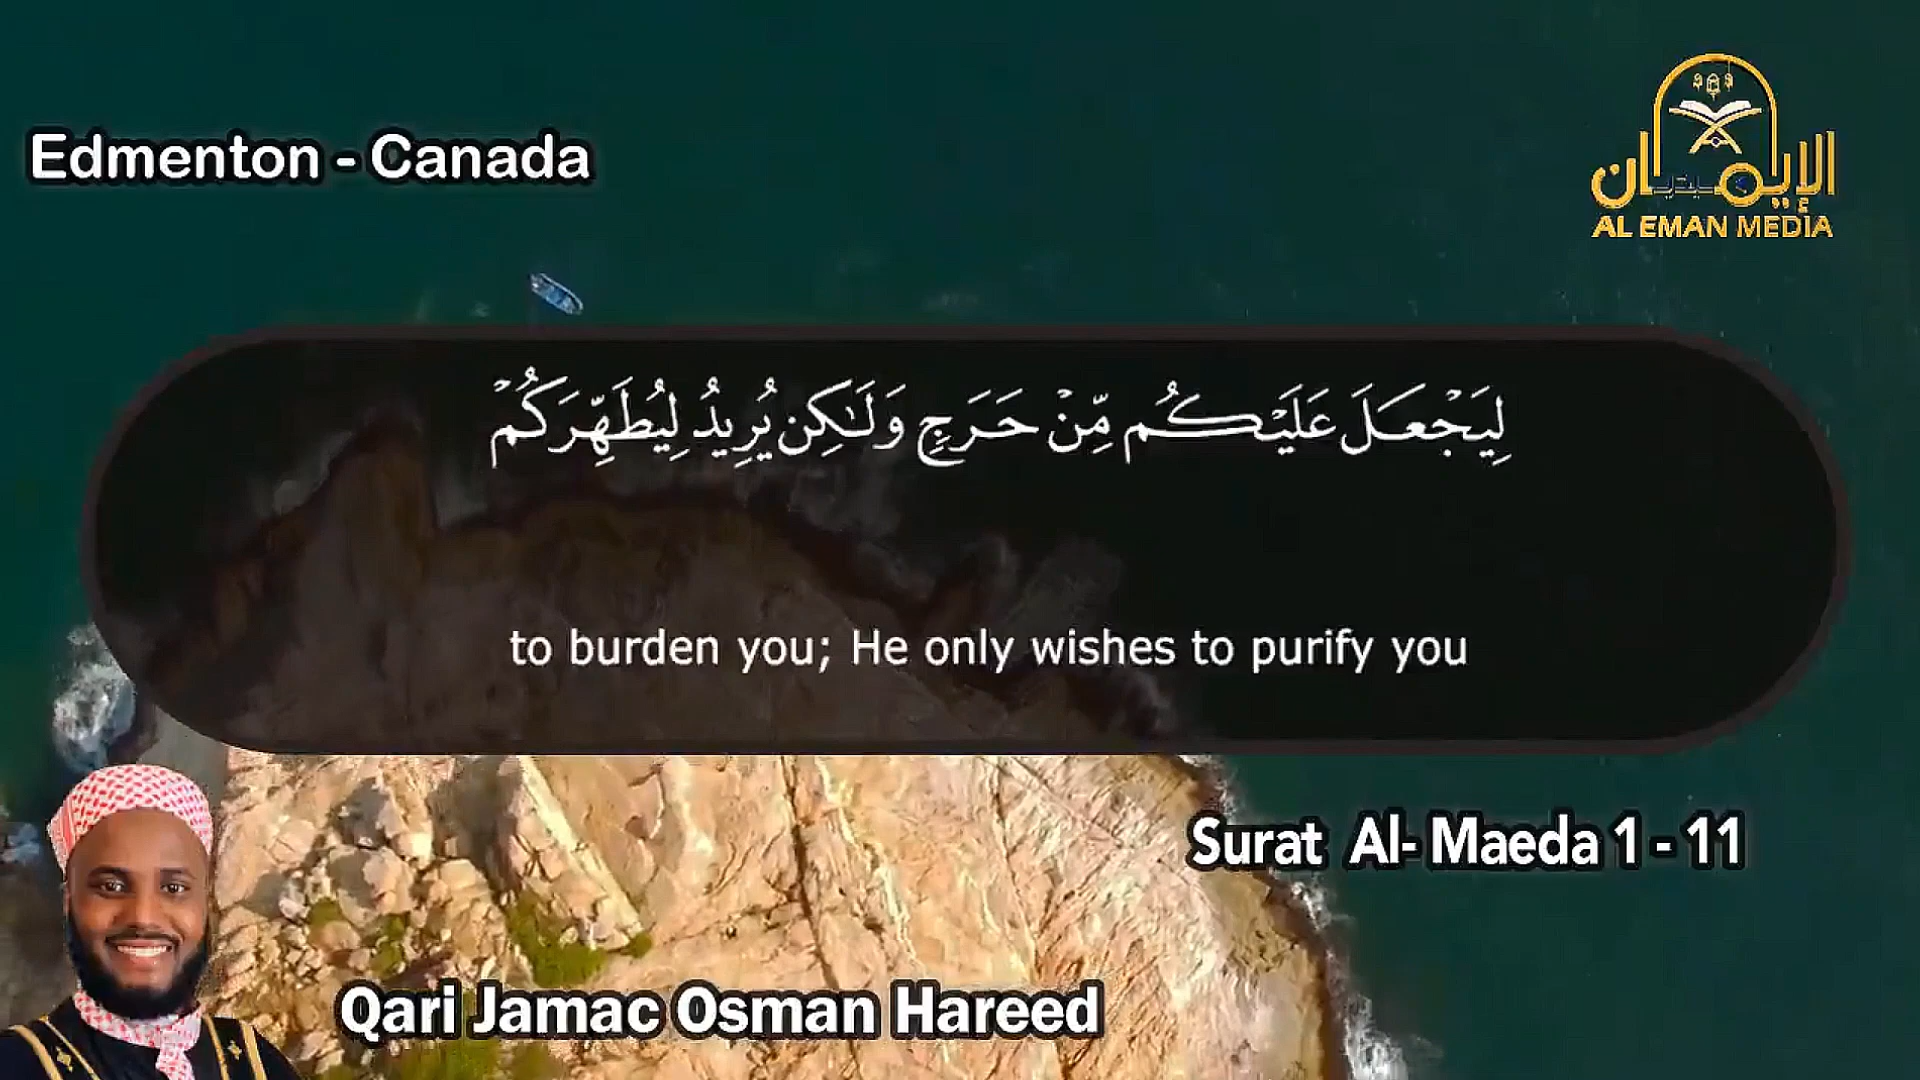 Edmenton - Canada
الإيمان
AL EMAN MEDIA
لِيَجْعَلَ عَلَيْكُم مِّنْ حَرَجٍ وَلَٰكِن يُرِيدُ لِيُطَهِّرَكُمْ
to burden you; He only wishes to purify you
Surat Al- Maeda 1 - 11
Qari Jamac Osman Hareed